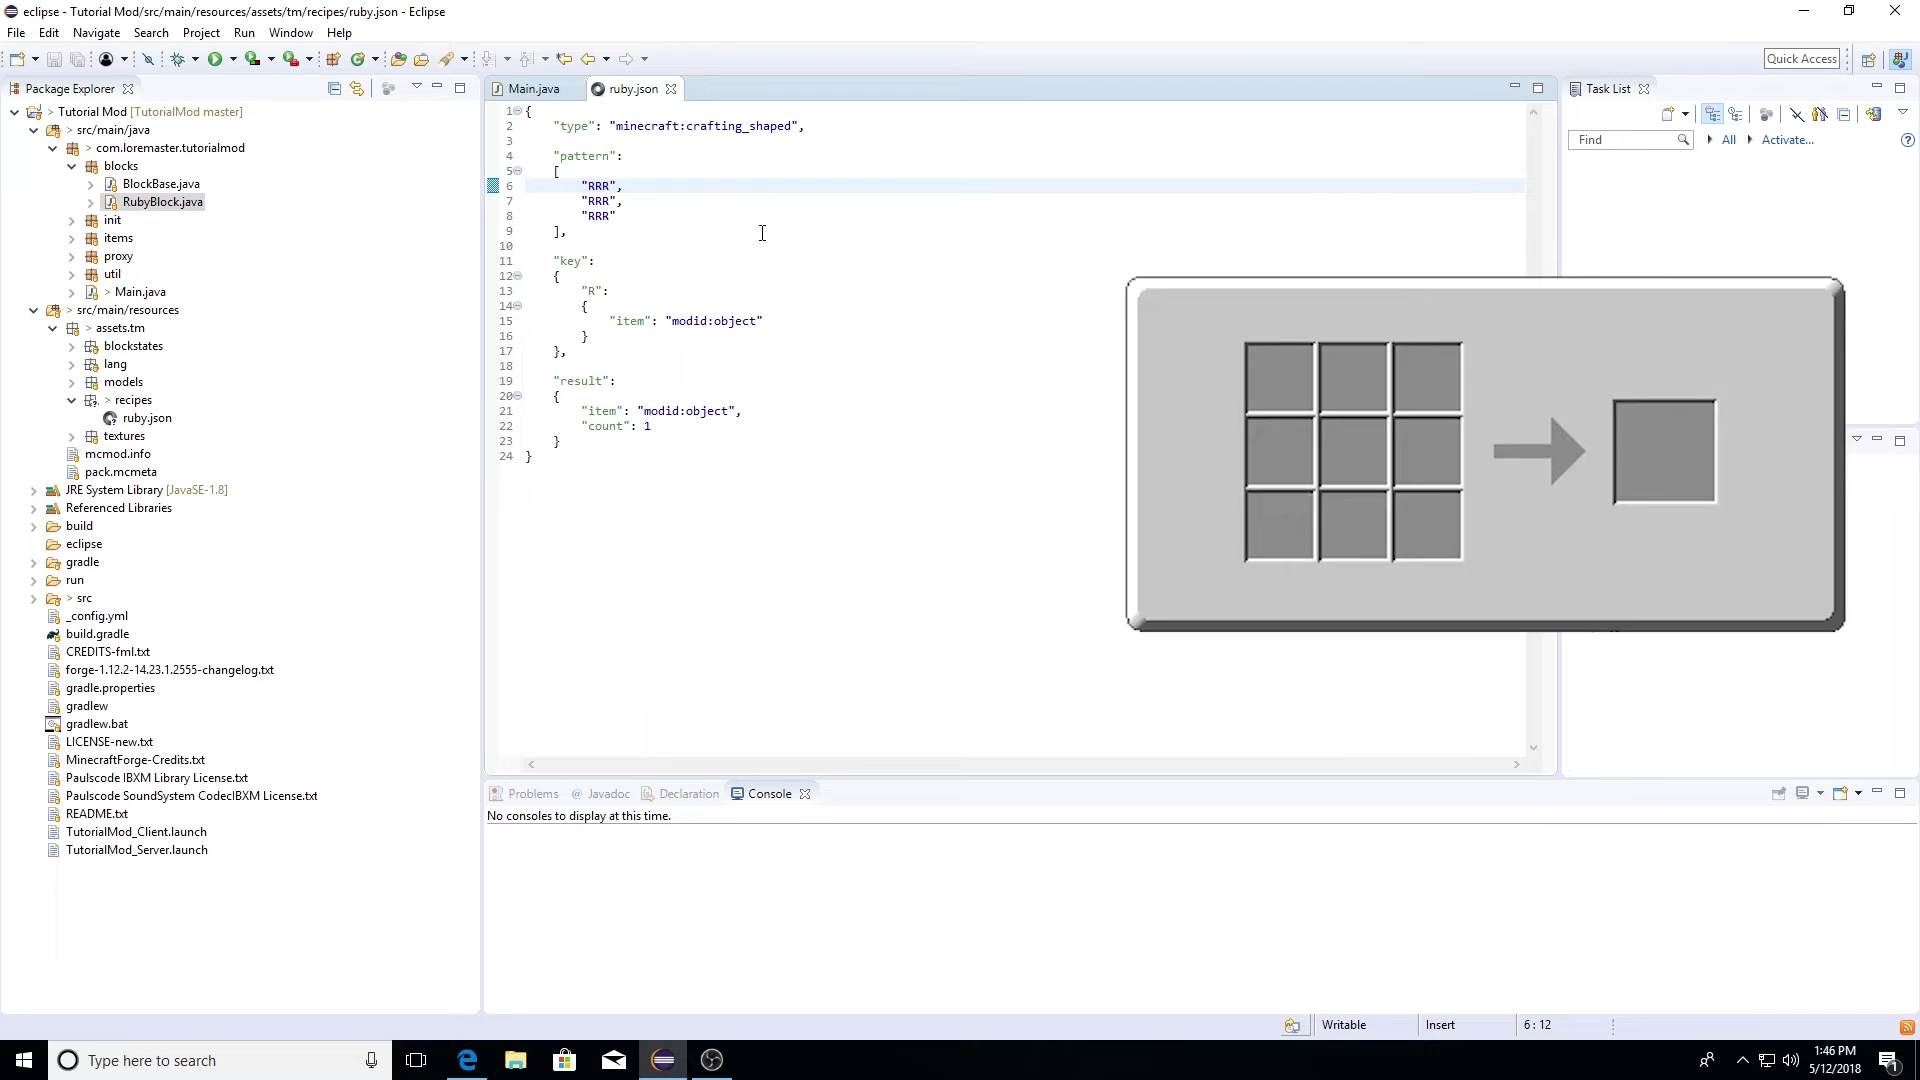 eclipse - Tutorial Mod/src/main/resources/assets/tm/recipes/ruby.json - Eclipse
File Edit Navigate Search Project Run Window Help
Quick Access
Package Explorer
Main.java
ruby.json
Task List
> Tutorial Mod [TutorialMod master]
> src/main/java
> com.loremaster.tutorialmod
blocks
BlockBase.java
RubyBlock.java
init
items
proxy
util
> Main.java
> src/main/resources
> assets.tm
blockstates
lang
models
> recipes
ruby.json
textures
mcmod.info
pack.mcmeta
JRE System Library [JavaSE-1.8]
Referenced Libraries
build
eclipse
gradle
run
> src
_config.yml
build.gradle
CREDITS-fml.txt
forge-1.12.2-14.23.1.2555-changelog.txt
gradle.properties
gradlew
gradlew.bat
LICENSE-new.txt
MinecraftForge-Credits.txt
Paulscode IBXM Library License.txt
Paulscode SoundSystem CodecIBXM License.txt
README.txt
TutorialMod_Client.launch
TutorialMod_Server.launch
1 {
2 "type": "minecraft:crafting_shaped",
3
4 "pattern":
5 [
6 "RRR",
7 "RRR",
8 "RRR"
9 ],
10
11 "key":
12 {
13 "R":
14 {
15 "item": "modid:object"
16 }
17 },
18
19 "result":
20 {
21 "item": "modid:object",
22 "count": 1
23 }
24 }
Find
All
Activate...
Problems
@ Javadoc
Declaration
Console
No consoles to display at this time.
Writable
Insert
6 : 12
Type here to search
1:46 PM
5/12/2018
1